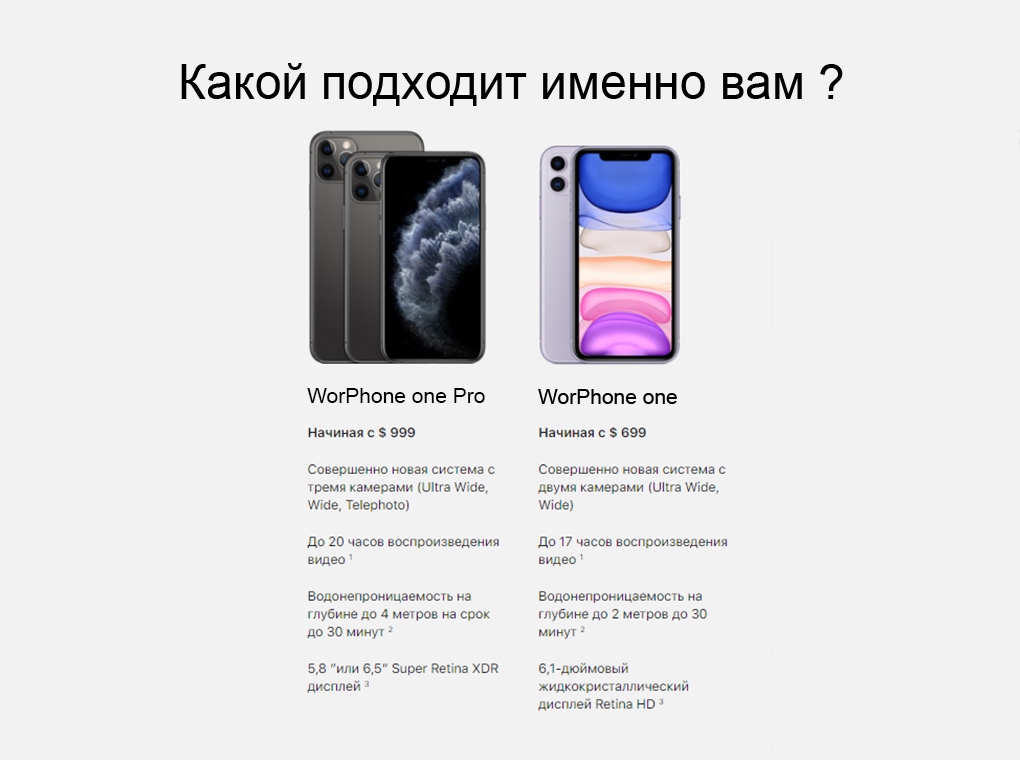 Какой подходит именно вам ?
WorPhone one Pro
Начиная с $ 999
Совершенно новая система с
тремя камерами (Ultra Wide,
Wide, Telephoto)
До 20 часов воспроизведения
видео ¹
Водонепроницаемость на
глубине до 4 метров на срок
до 30 минут ²
5,8 "или 6,5" Super Retina XDR
дисплей ³
WorPhone one
Начиная с $ 699
Совершенно новая система с
двумя камерами (Ultra Wide,
Wide)
До 17 часов воспроизведения
видео ¹
Водонепроницаемость на
глубине до 2 метров до 30
минут ²
6,1-дюймовый
жидкокристаллический
дисплей Retina HD ³